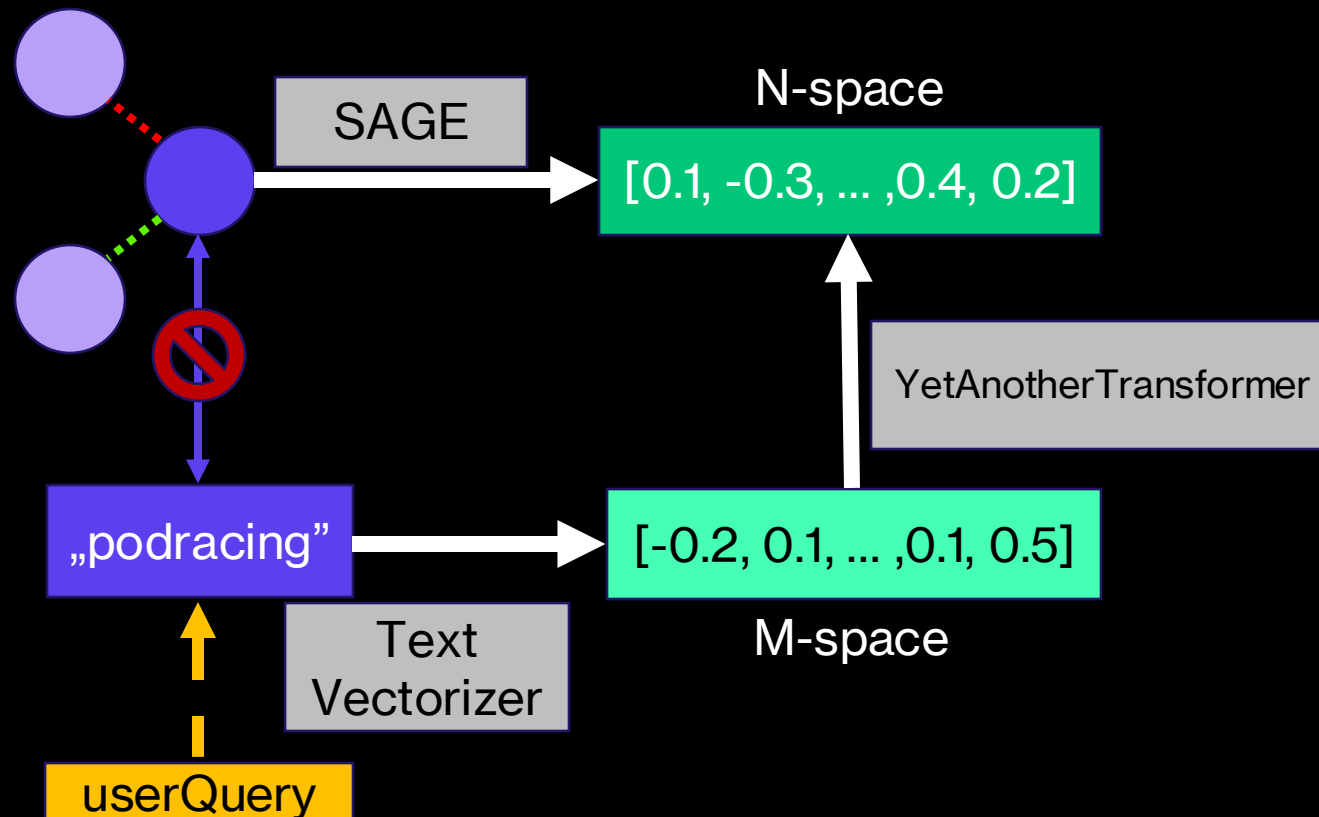 N-space
SAGE
[0.1, -0.3, ... ,0.4, 0.2]
YetAnotherTransformer
„podracing”
[-0.2, 0.1, ... ,0.1, 0.5]
Text
Vectorizer
M-space
userQuery